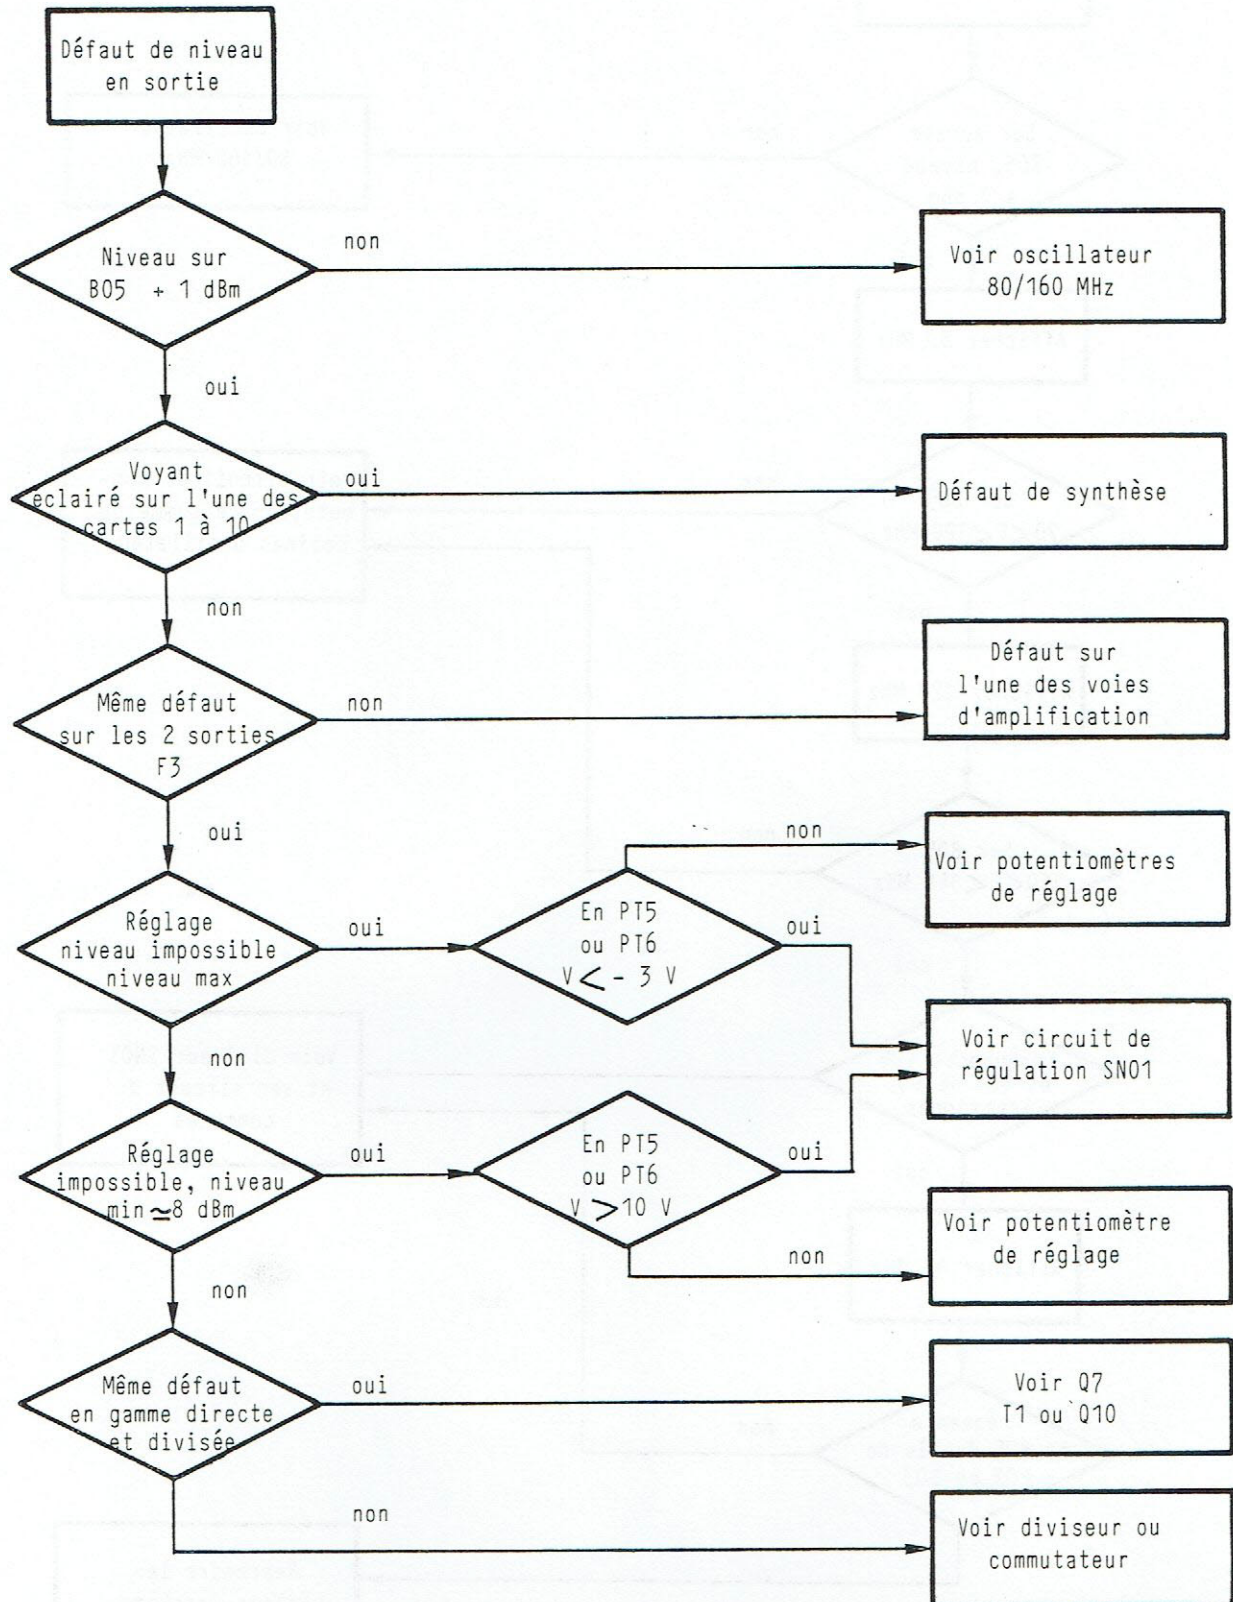 Défaut de niveau
en sortie
Niveau sur
B05 + 1 dBm
non
Voir oscillateur
80/160 MHz
oui
Voyant
eclairé sur l'une des
cartes 1 à 10
oui
Défaut de synthèse
non
Même défaut
sur les 2 sorties
F3
non
Défaut sur
l'une des voies
d'amplification
oui
Réglage
niveau impossible
niveau max
oui
En PT5
ou PT6
V < - 3 V
non
Voir potentiomètres
de réglage
oui
Voir circuit de
régulation SN01
non
Réglage
impossible, niveau
min ≃8 dBm
oui
En PT5
ou PT6
V >10 V
oui
non
Voir potentiomètre
de réglage
non
Même défaut
en gamme directe
et divisée
oui
Voir Q7
T1 ou Q10
non
Voir diviseur ou
commutateur